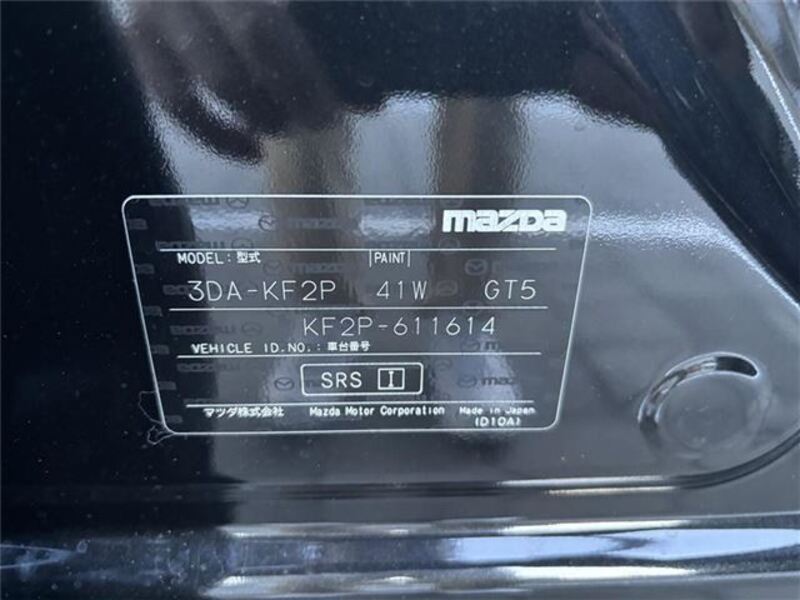 mazda
MODEL: 型式 PAINT
3DA-KF2P 41W GT5
KF2P-611614
VEHICLE ID.NO.: 車台番号
SRS I
マツダ株式会社 Mazda Motor Corporation Made in Japan
(D10A)